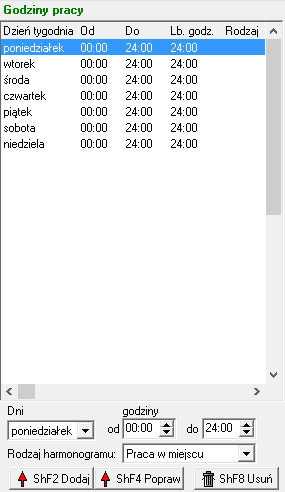 Godziny pracy
Dzień tygodnia Od Do Lb. godz. Rodzaj
poniedziałek 00:00 24:00 24:00
wtorek 00:00 24:00 24:00
środa 00:00 24:00 24:00
czwartek 00:00 24:00 24:00
piątek 00:00 24:00 24:00
sobota 00:00 24:00 24:00
niedziela 00:00 24:00 24:00
Dni godziny
poniedziałek od 00:00 do 24:00
Rodzaj harmonogramu: Praca w miejscu
ShF2 Dodaj ShF4 Popraw ShF8 Usuń